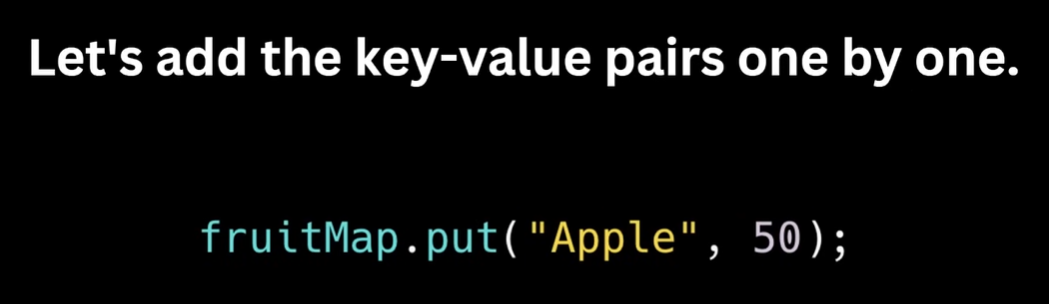 Let's add the key-value pairs one by one.
fruitMap.put("Apple", 50);